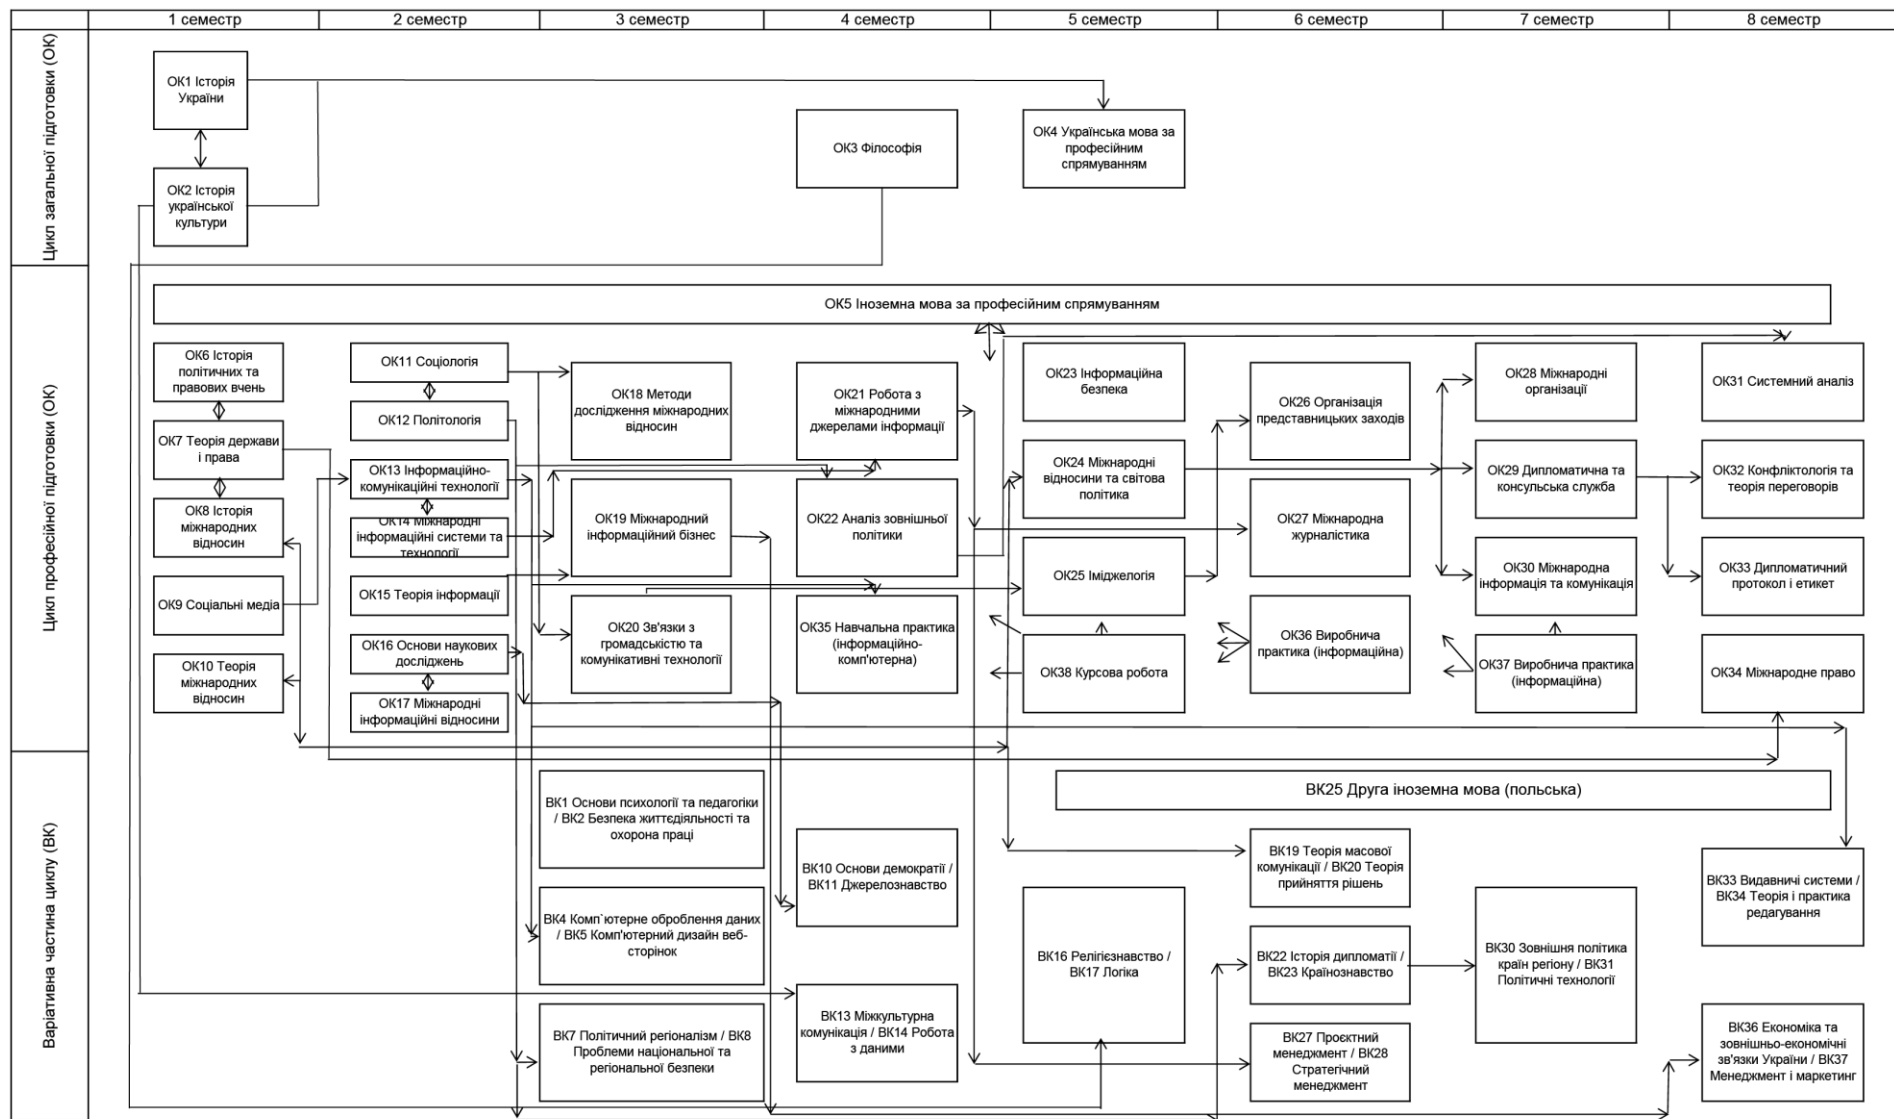 1 семестр
2 семестр
3 семестр
4 семестр
5 семестр
6 семестр
7 семестр
8 семестр
Цикл загальної підготовки (ОК)
ОК1 Історія
України
ОК2 Історія
української
культури
ОК3 Філософія
ОК4 Українська мова за
професійним
спрямуванням
Цикл професійної підготовки (ОК)
ОК5 Іноземна мова за професійним спрямуванням
ОК6 Історія
політичних та
правових вчень
ОК7 Теорія держави
і права
ОК8 Історія
міжнародних
відносин
ОК9 Соціальні медіа
ОК10 Теорія
міжнародних
відносин
ОК11 Соціологія
ОК12 Політологія
ОК13 Інформаційно-
комунікаційні технології
ОК14 Міжнародні
інформаційні системи та
технології
ОК15 Теорія інформації
ОК16 Основи наукових
досліджень
ОК17 Міжнародні
інформаційні відносини
ОК18 Методи
дослідження міжнародних
відносин
ОК19 Міжнародний
інформаційний бізнес
ОК20 Зв'язки з
громадськістю та
комунікативні технології
ОК21 Робота з
міжнародними
джерелами інформації
ОК22 Аналіз зовнішньої
політики
ОК35 Навчальна практика
(інформаційно-
комп'ютерна)
ОК23 Інформаційна
безпека
ОК24 Міжнародні
відносини та світова
політика
ОК25 Іміджелогія
ОК38 Курсова робота
ОК26 Організація
представницьких заходів
ОК27 Міжнародна
журналістика
ОК36 Виробнича
практика (інформаційна)
ОК28 Міжнародні
організації
ОК29 Дипломатична та
консульська служба
ОК30 Міжнародна
інформація та комунікація
ОК37 Виробнича практика
(інформаційна)
ОК31 Системний аналіз
ОК32 Конфліктологія та
теорія переговорів
ОК33 Дипломатичний
протокол і етикет
ОК34 Міжнародне право
Варіативна частина циклу (ВК)
ВК1 Основи психології та педагогіки
/ ВК2 Безпека життєдіяльності та
охорона праці
ВК4 Комп`ютерне оброблення даних
/ ВК5 Комп'ютерний дизайн веб-
сторінок
ВК7 Політичний регіоналізм / ВК8
Проблеми національної та
регіональної безпеки
ВК10 Основи демократії /
ВК11 Джерелознавство
ВК13 Міжкультурна
комунікація / ВК14 Робота
з даними
ВК25 Друга іноземна мова (польська)
ВК16 Релігієзнавство /
ВК17 Логіка
ВК19 Теорія масової
комунікації / ВК20 Теорія
прийняття рішень
ВК22 Історія дипломатії /
ВК23 Країнознавство
ВК27 Проєктний
менеджмент / ВК28
Стратегічний
менеджмент
ВК30 Зовнішня політика
країн регіону / ВК31
Політичні технології
ВК33 Видавничі системи /
ВК34 Теорія і практика
редагування
ВК36 Економіка та
зовнішньо-економічні
зв'язки України / ВК37
Менеджмент і маркетинг